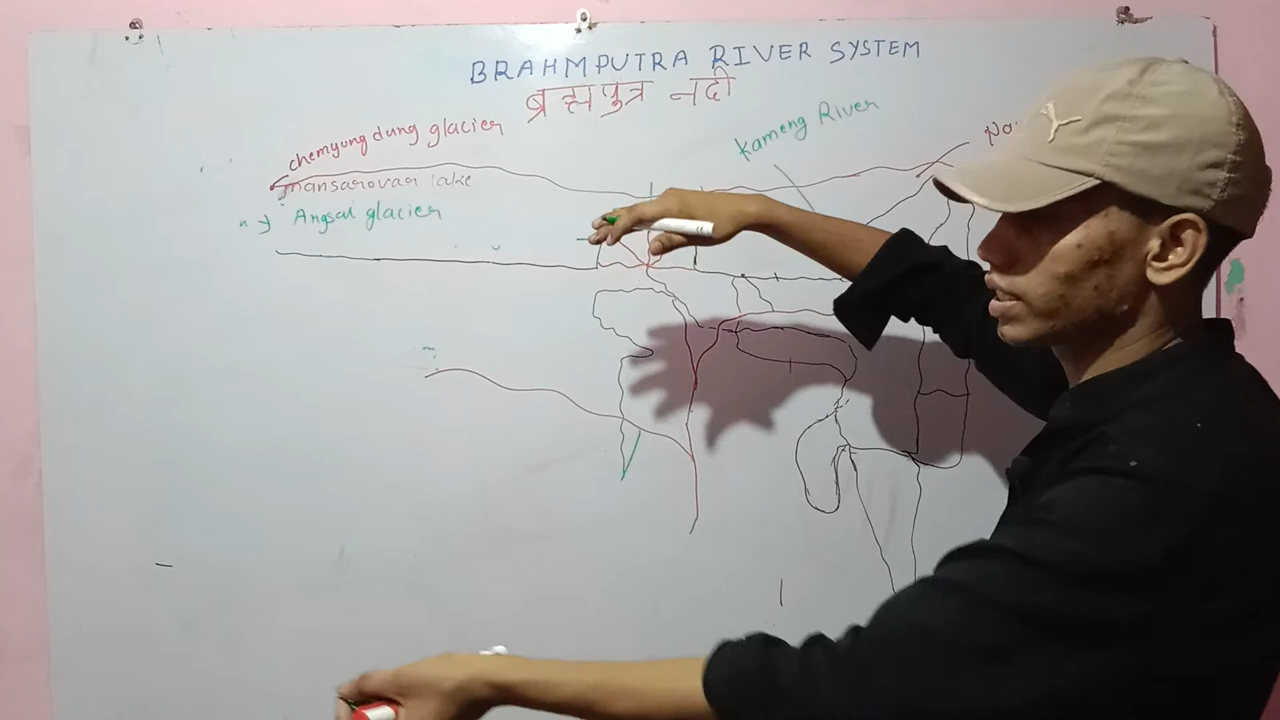 BRAHMPUTRA RIVER SYSTEM
ब्रह्मपुत्र नदी
Kameng River
chemyungdung glacier
mansarovar lake
Angsai glacier